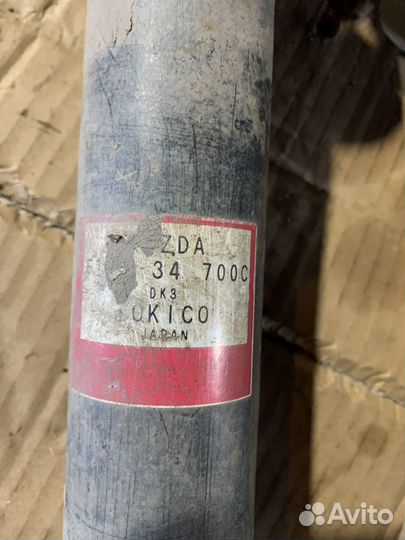 ZDA
34 700C
DK3
OKICO
JAPAN
Avito